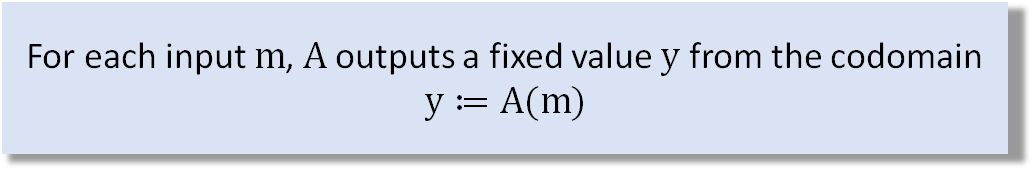 For each input m, A outputs a fixed value y from the codomain
y ≔ A(m)